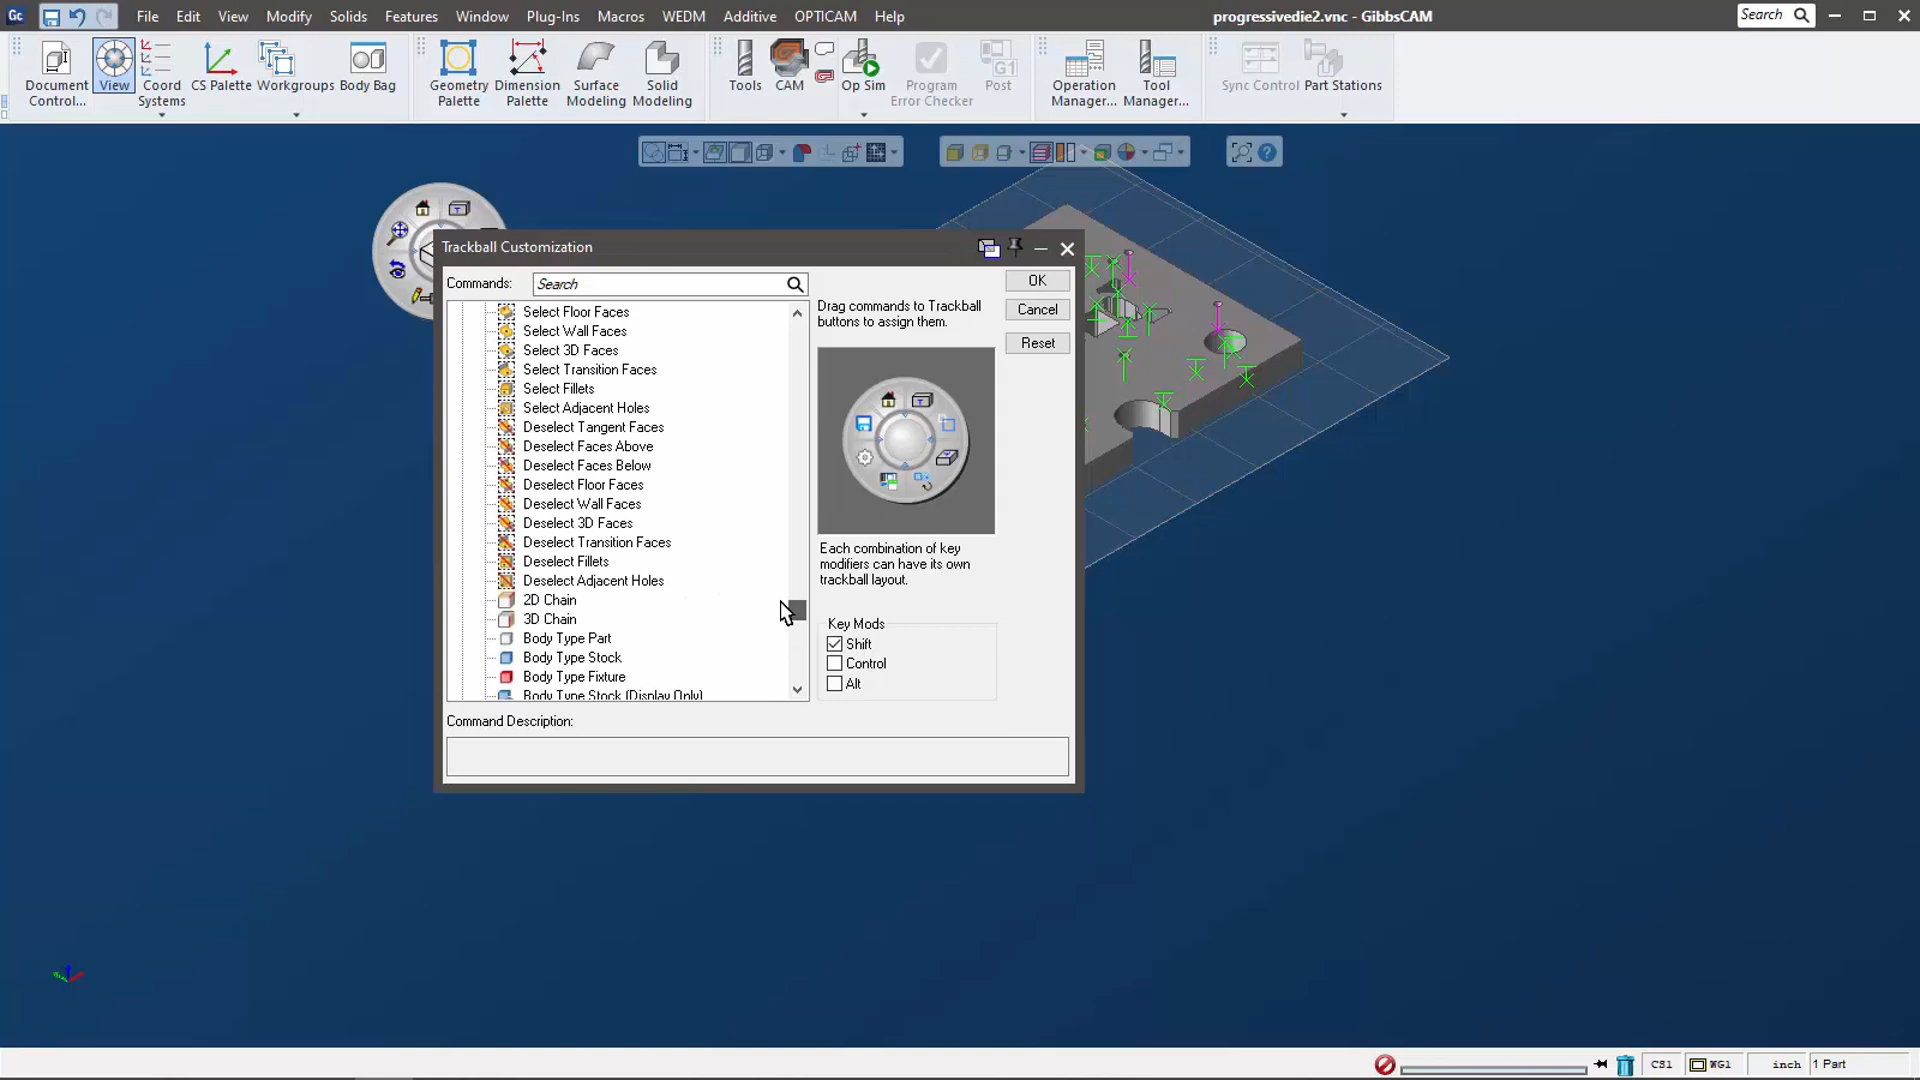 Gc File Edit View Modify Solids Features Window Plug-Ins Macros WEDM Additive OPTICAM Help progressivedie2.vnc - GibbsCAM Search
Document Control...
View
Coord Systems
CS Palette
Workgroups
Body Bag
Geometry Palette
Dimension Palette
Surface Modeling
Solid Modeling
Tools
CAM
Op Sim
Program Error Checker
Post
Operation Manager...
Tool Manager...
Sync Control
Part Stations
Trackball Customization
Commands:
Search
OK
Cancel
Reset
Select Floor Faces
Select Wall Faces
Select 3D Faces
Select Transition Faces
Select Fillets
Select Adjacent Holes
Deselect Tangent Faces
Deselect Faces Above
Deselect Faces Below
Deselect Floor Faces
Deselect Wall Faces
Deselect 3D Faces
Deselect Transition Faces
Deselect Fillets
Deselect Adjacent Holes
2D Chain
3D Chain
Body Type Part
Body Type Stock
Body Type Fixture
Body Type Stock (Display Only)
Drag commands to Trackball
buttons to assign them.
Each combination of key
modifiers can have its own
trackball layout.
Key Mods
Shift
Control
Alt
Command Description:
CS1 WG1 inch 1 Part